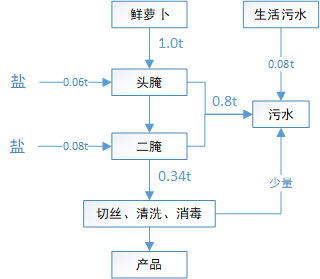 鲜萝卜
生活污水
1.0t
盐
0.06t
头腌
0.08t
0.8t
污水
盐
0.08t
二腌
0.34t
少量
切丝、清洗、消毒
产品